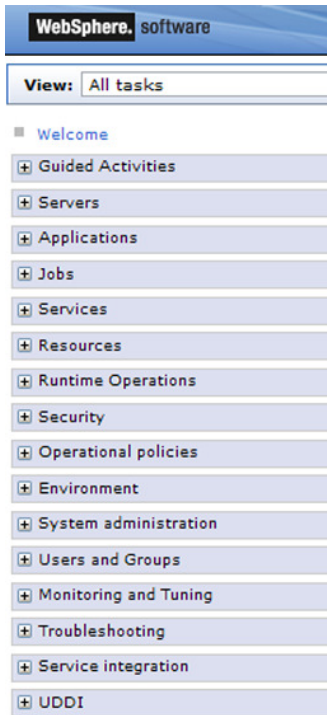 WebSphere. software
View: All tasks
Welcome
Guided Activities
Servers
Applications
Jobs
Services
Resources
Runtime Operations
Security
Operational policies
Environment
System administration
Users and Groups
Monitoring and Tuning
Troubleshooting
Service integration
UDDI